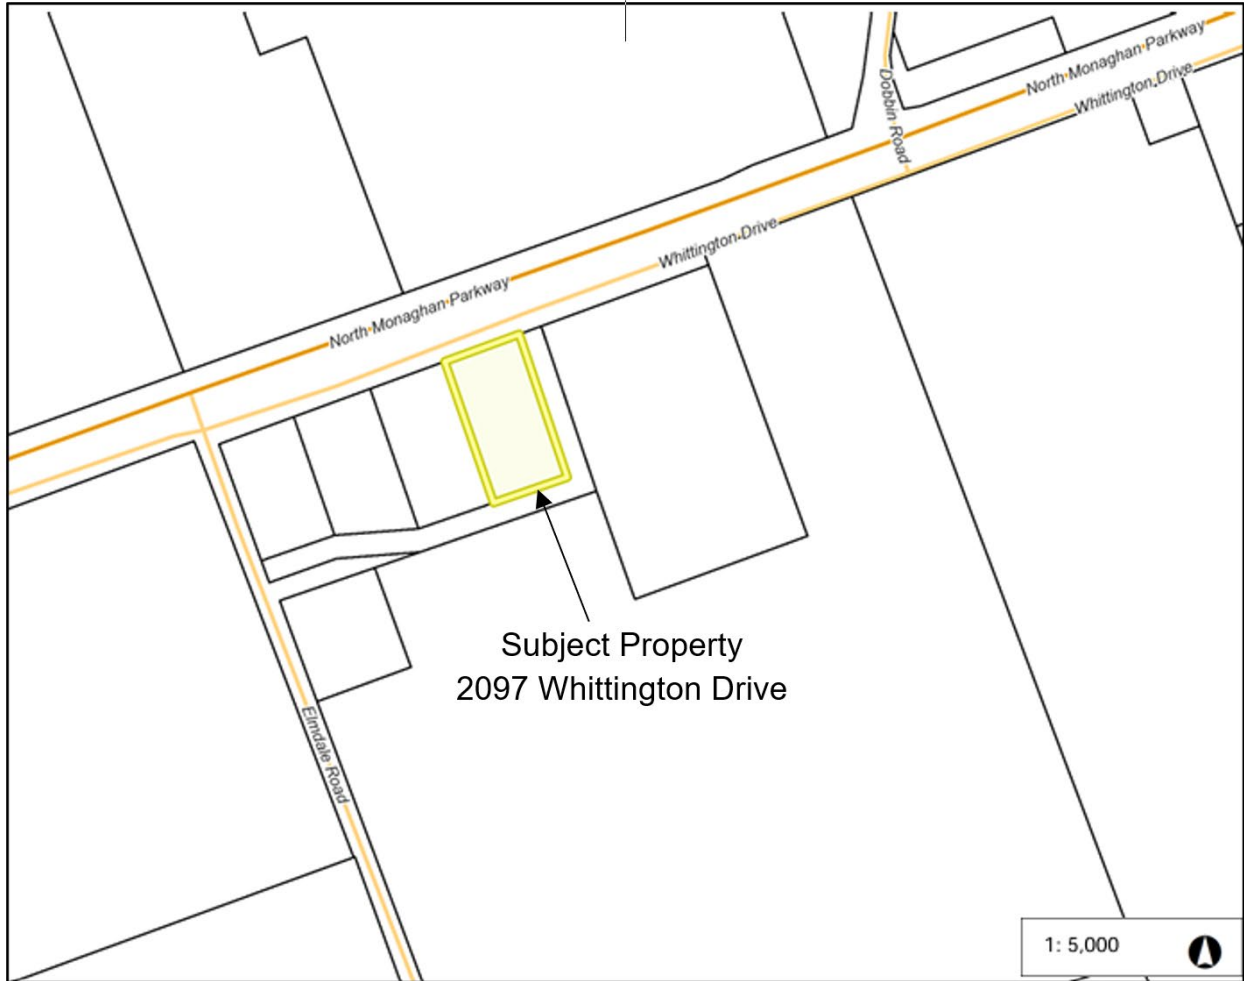 North Monaghan Parkway
Whittington Drive
Dobbin Road
Whittington Drive
North Monaghan Parkway
Subject Property
2097 Whittington Drive
Elmdale Road
1: 5,000